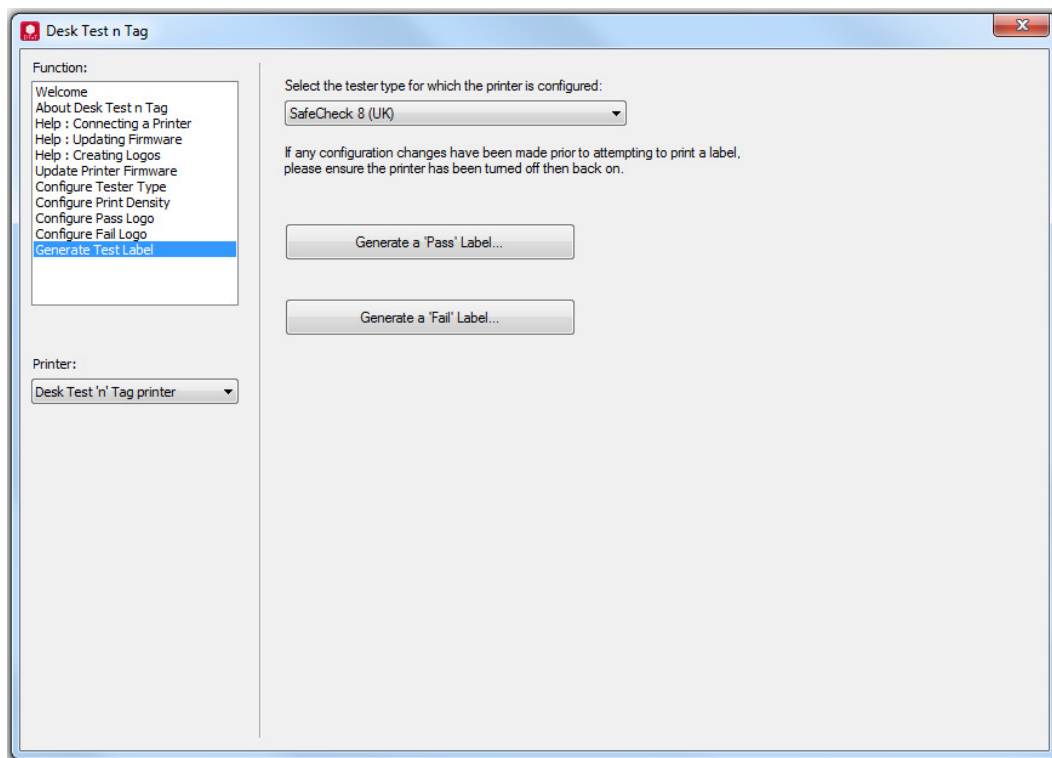 Desk Test n Tag
Function:
Welcome
About Desk Test n Tag
Help : Connecting a Printer
Help : Updating Firmware
Help : Creating Logos
Update Printer Firmware
Configure Tester Type
Configure Print Density
Configure Pass Logo
Configure Fail Logo
Generate Test Label
Printer:
Desk Test 'n' Tag printer
Select the tester type for which the printer is configured:
SafeCheck 8 (UK)
If any configuration changes have been made prior to attempting to print a label,
please ensure the printer has been turned off then back on.
Generate a 'Pass' Label...
Generate a 'Fail' Label...